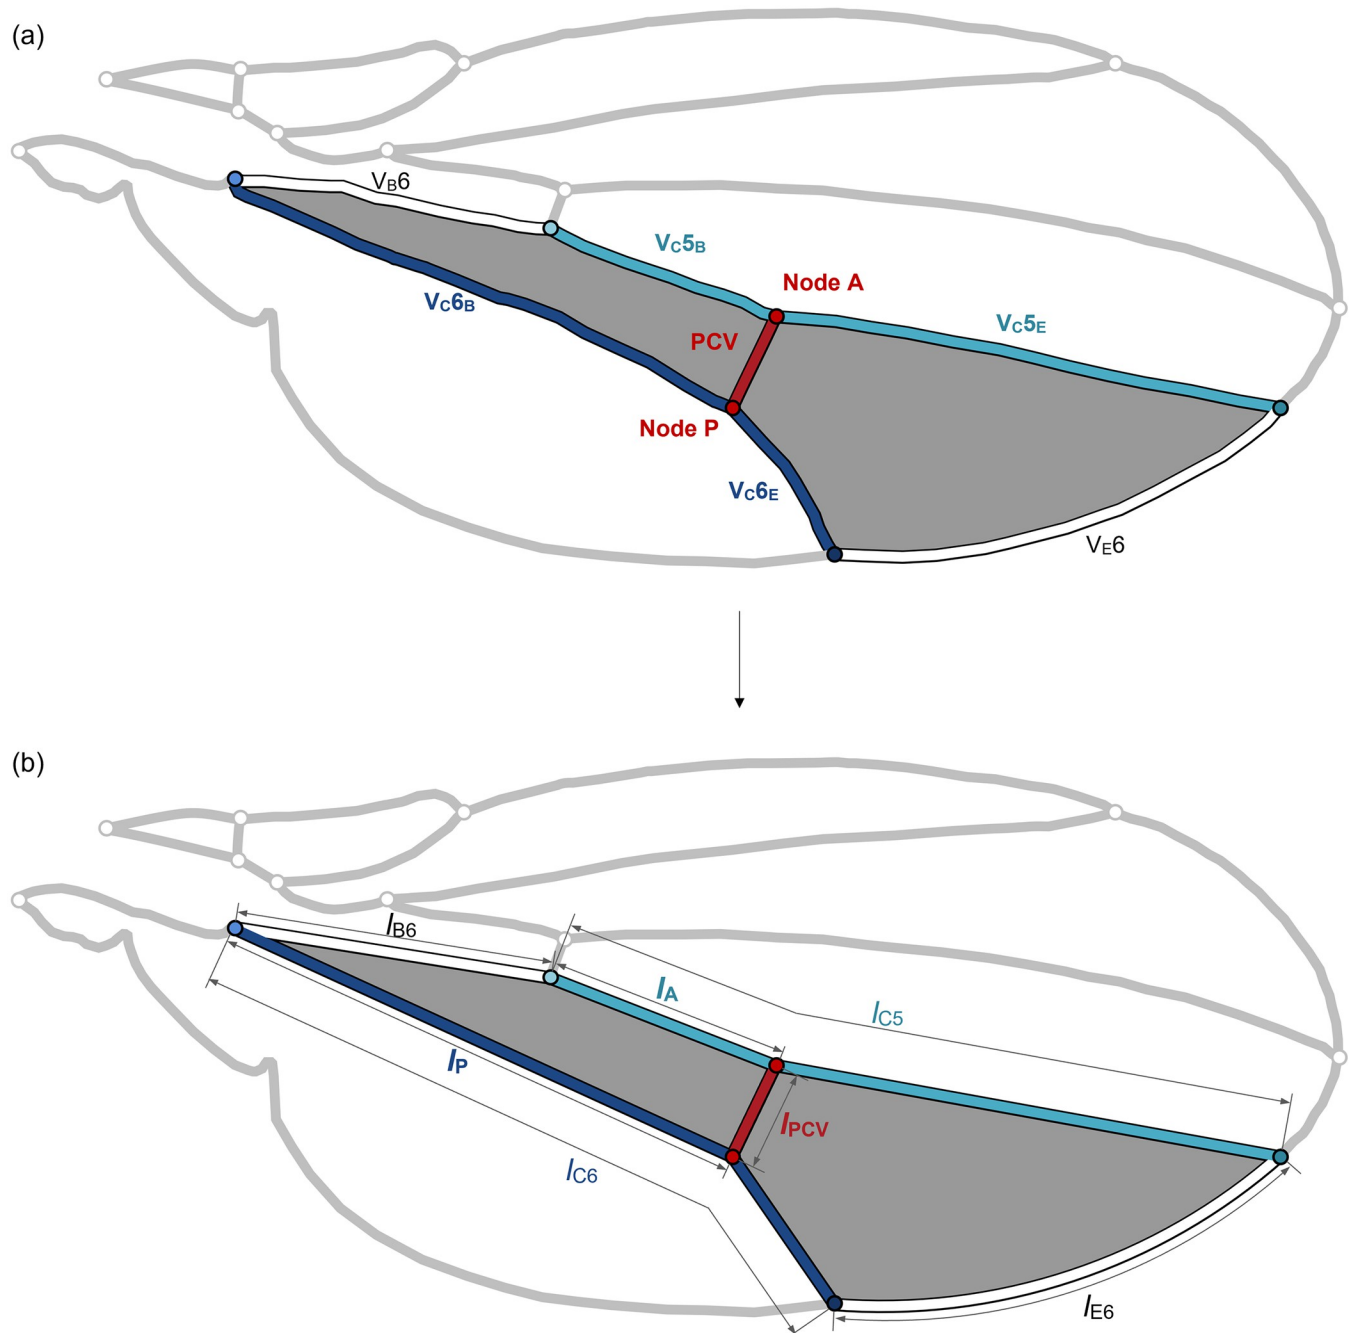 (a)
VB6
VC5B
Node A
VC5E
VC6B
PCV
Node P
VC6E
VE6
(b)
lB6
lA
lC5
lP
lPCV
lC6
lE6